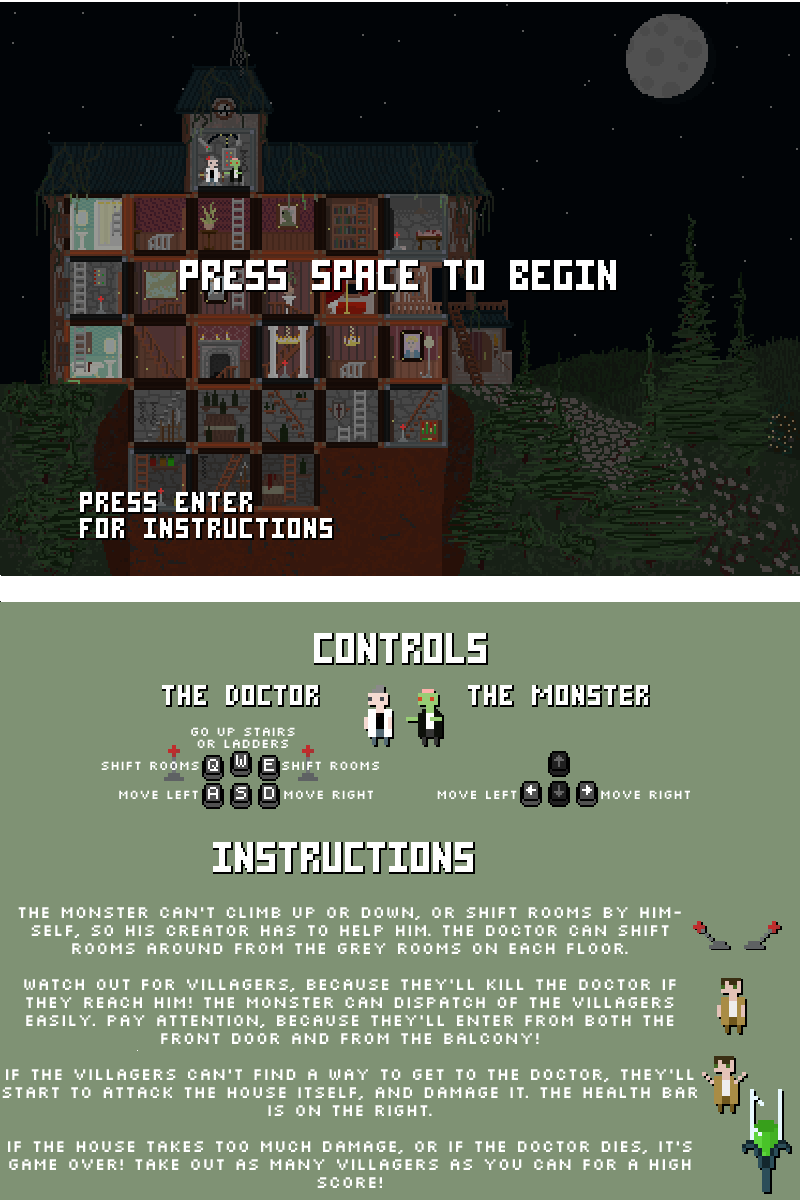 PRESS SPACE TO BEGIN
PRESS ENTER
FOR INSTRUCTIONS
CONTROLS
THE DOCTOR
THE MONSTER
GO UP STAIRS
OR LADDERS
SHIFT ROOMS Q W E SHIFT ROOMS
MOVE LEFT A S D MOVE RIGHT
MOVE LEFT ← ↓ → MOVE RIGHT
INSTRUCTIONS
THE MONSTER CAN'T CLIMB UP OR DOWN, OR SHIFT ROOMS BY HIM-
SELF, SO HIS CREATOR HAS TO HELP HIM. THE DOCTOR CAN SHIFT
ROOMS AROUND FROM THE GREY ROOMS ON EACH FLOOR.
WATCH OUT FOR VILLAGERS, BECAUSE THEY'LL KILL THE DOCTOR IF
THEY REACH HIM! THE MONSTER CAN DISPATCH OF THE VILLAGERS
EASILY. PAY ATTENTION, BECAUSE THEY'LL ENTER FROM BOTH THE
FRONT DOOR AND FROM THE BALCONY!
IF THE VILLAGERS CAN'T FIND A WAY TO GET TO THE DOCTOR, THEY'LL
START TO ATTACK THE HOUSE ITSELF, AND DAMAGE IT. THE HEALTH BAR
IS ON THE RIGHT.
IF THE HOUSE TAKES TOO MUCH DAMAGE, OR IF THE DOCTOR DIES, IT'S
GAME OVER! TAKE OUT AS MANY VILLAGERS AS YOU CAN FOR A HIGH
SCORE!